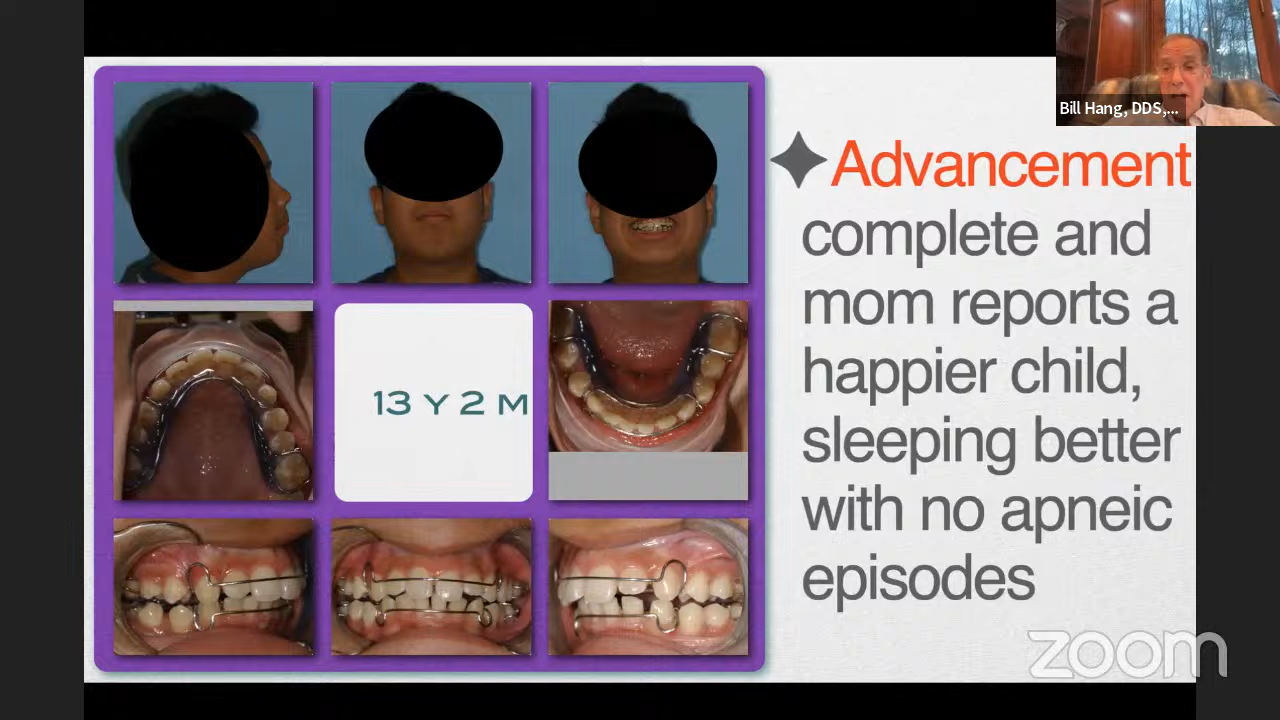 Bill Hang, DDS,...
Advancement
complete and
mom reports a
happier child,
sleeping better
with no apneic
episodes
13 Y 2 M
zoom